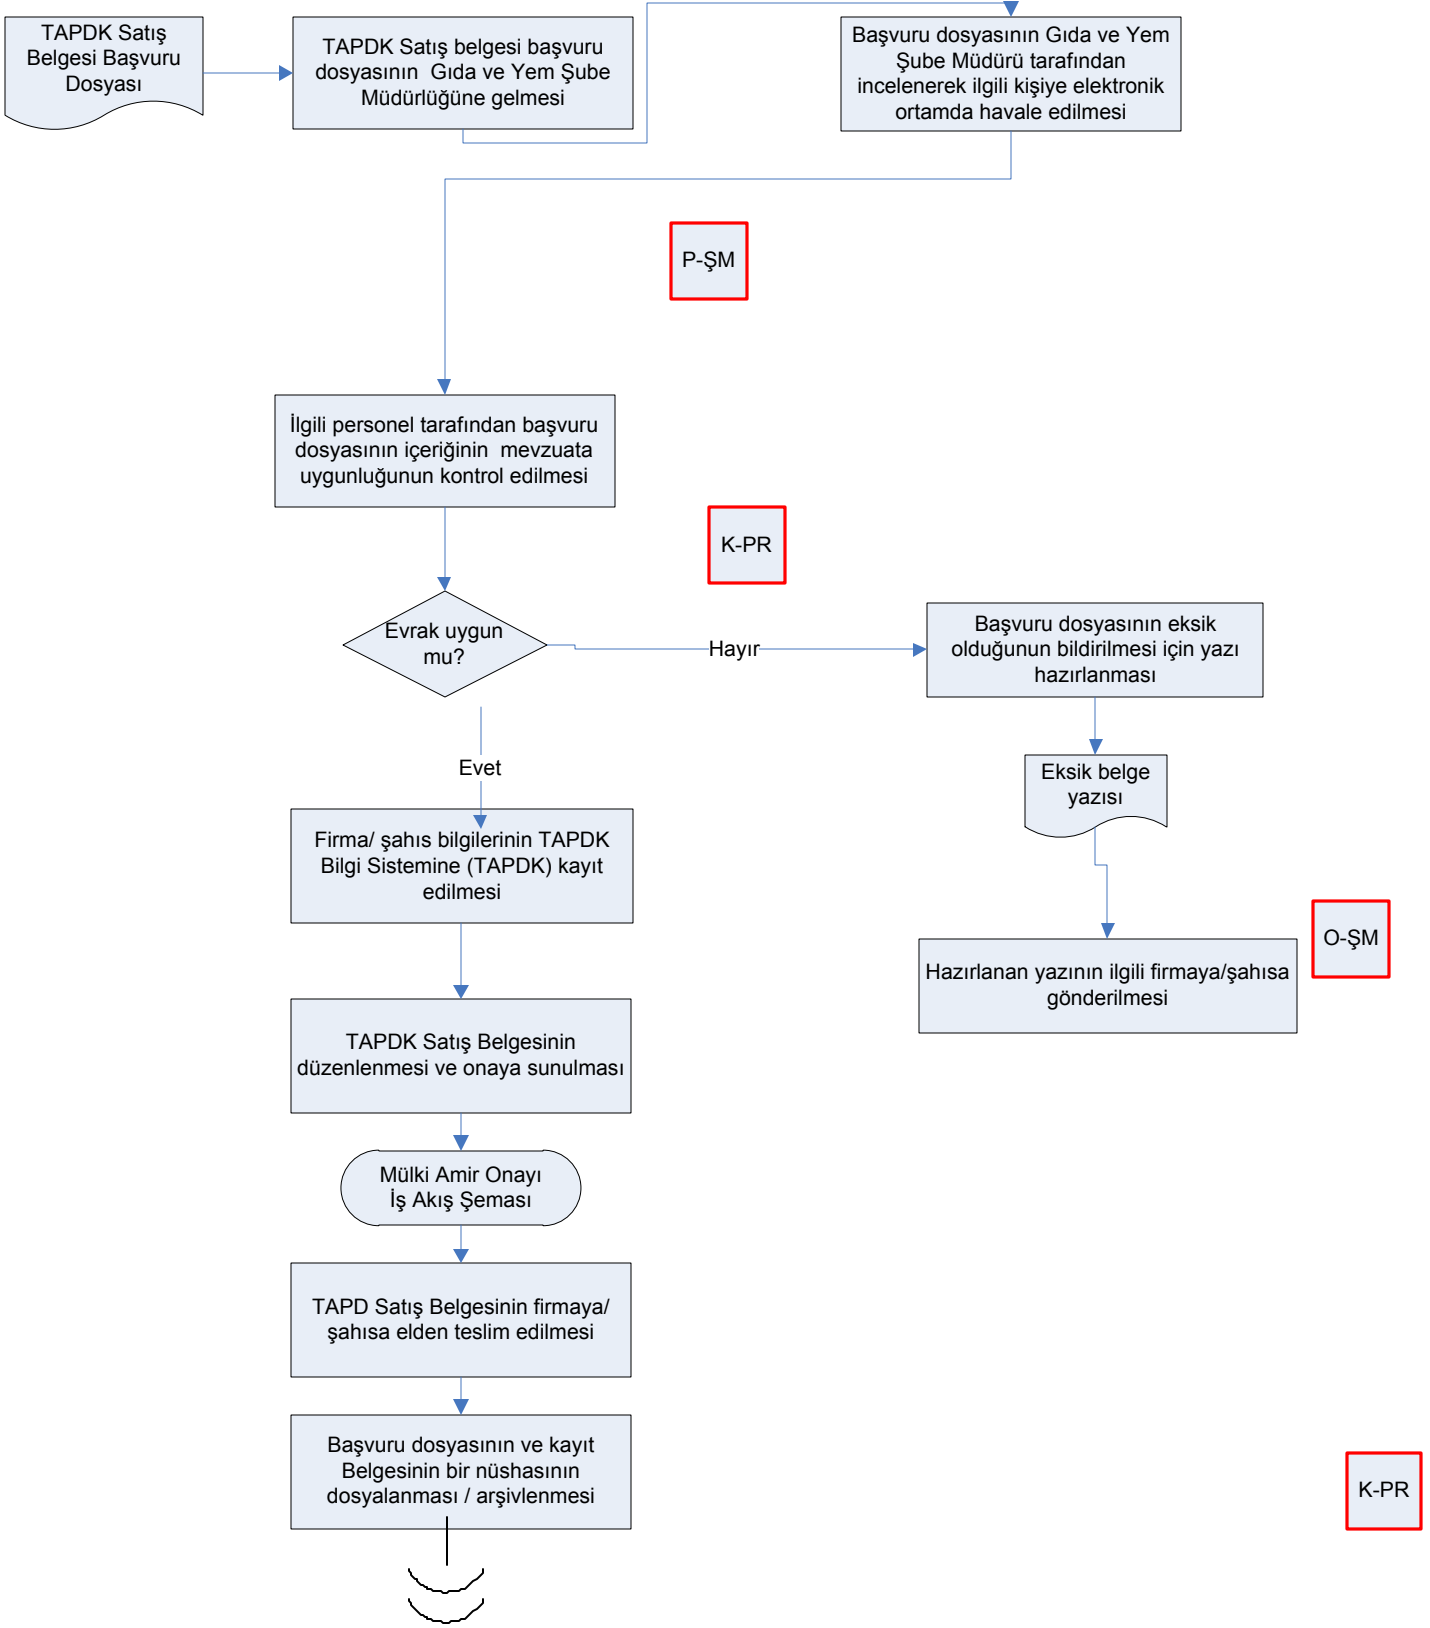 TAPDK Satış
Belgesi Başvuru
Dosyası
TAPDK Satış belgesi başvuru
dosyasının  Gıda ve Yem Şube
Müdürlüğüne gelmesi
Başvuru dosyasının Gıda ve Yem
Şube Müdürü tarafından
incelenerek ilgili kişiye elektronik
ortamda havale edilmesi
P-ŞM
İlgili personel tarafından başvuru
dosyasının içeriğinin  mevzuata
uygunluğunun kontrol edilmesi
K-PR
Evrak uygun
mu?
Hayır
Başvuru dosyasının eksik
olduğunun bildirilmesi için yazı
hazırlanması
Evet
Eksik belge
yazısı
Firma/ şahıs bilgilerinin TAPDK
Bilgi Sistemine (TAPDK) kayıt
edilmesi
O-ŞM
Hazırlanan yazının ilgili firmaya/şahısa
gönderilmesi
TAPDK Satış Belgesinin
düzenlenmesi ve onaya sunulması
Mülki Amir Onayı
İş Akış Şeması
TAPD Satış Belgesinin firmaya/
şahısa elden teslim edilmesi
Başvuru dosyasının ve kayıt
Belgesinin bir nüshasının
dosyalanması / arşivlenmesi
K-PR